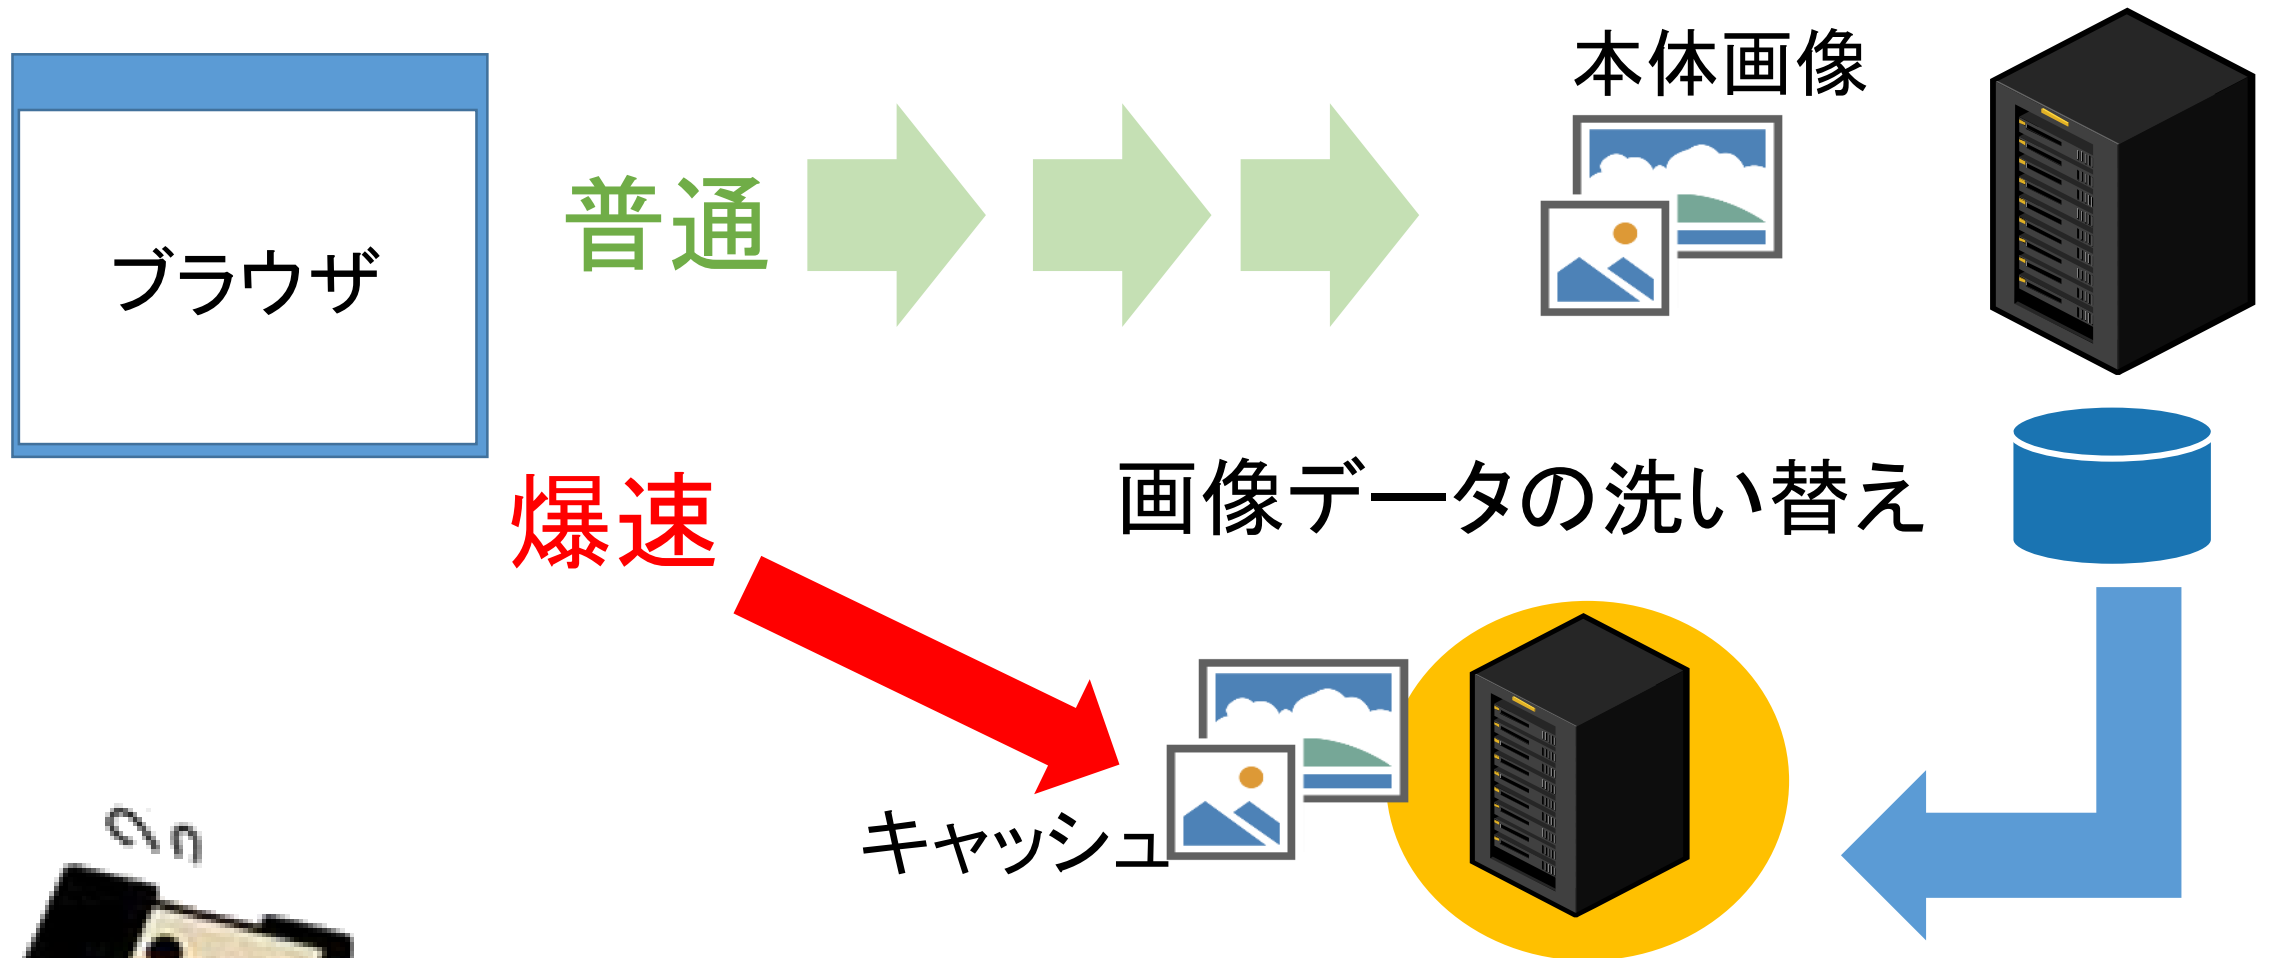 本体画像
普通
ブラウザ
画像データの洗い替え
爆速
キャッシュ